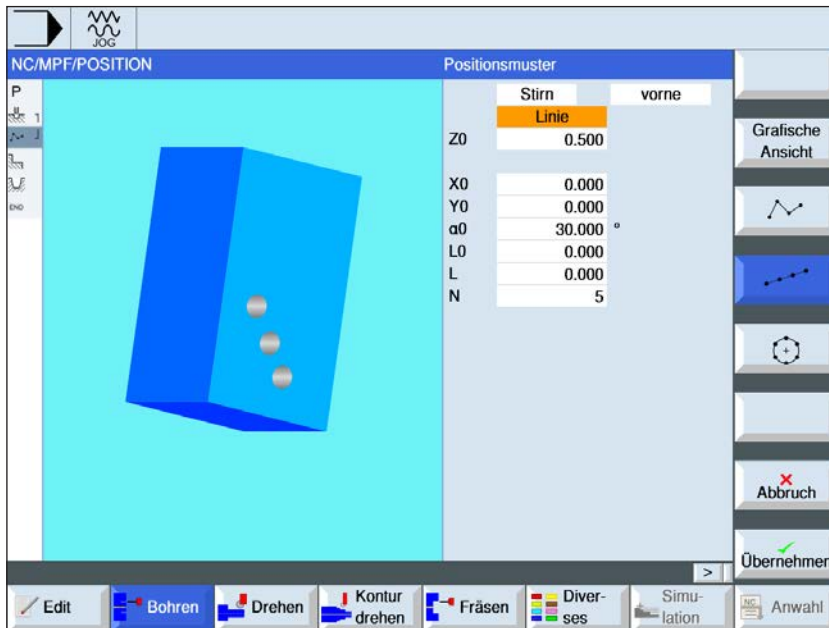 JOG
NC/MPF/POSITION
Positionsmuster
P
1
END
Stirn vorne
Linie
Z0 0.500
X0 0.000
Y0 0.000
α0 30.000 °
L0 0.000
L 0.000
N 5
Grafische
Ansicht
Abbruch
Übernehmen
>
Edit
Bohren
Drehen
Kontur
drehen
Fräsen
Diver-
ses
Simu-
lation
NC
Anwahl